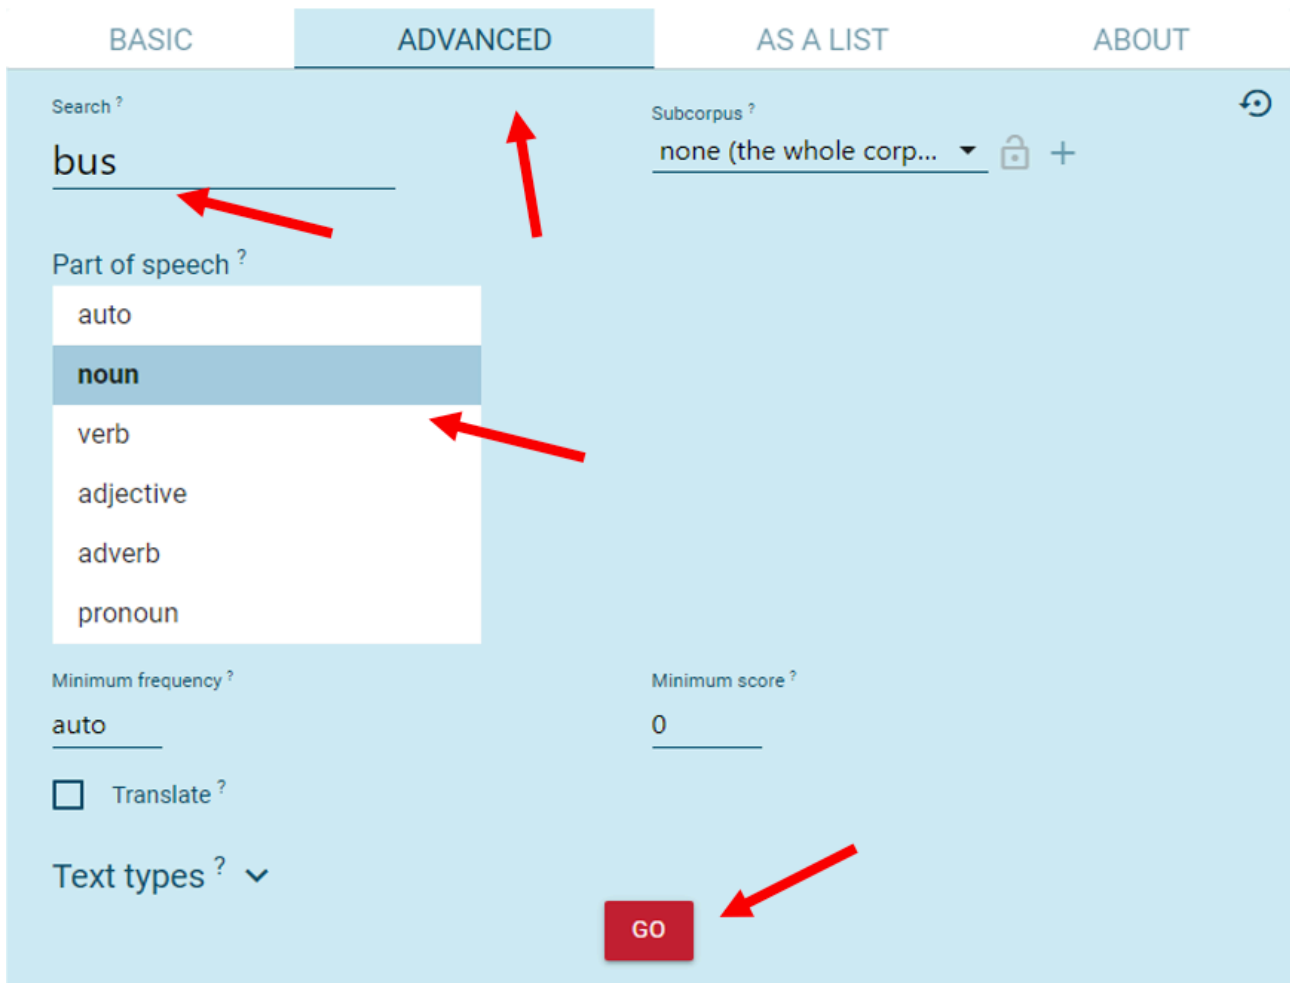 BASIC ADVANCED AS A LIST ABOUT
Search ?
Subcorpus ?
bus
none (the whole corp...
Part of speech ?
auto
noun
verb
adjective
adverb
pronoun
Minimum frequency ?
Minimum score ?
auto
0
Translate ?
Text types ?
GO